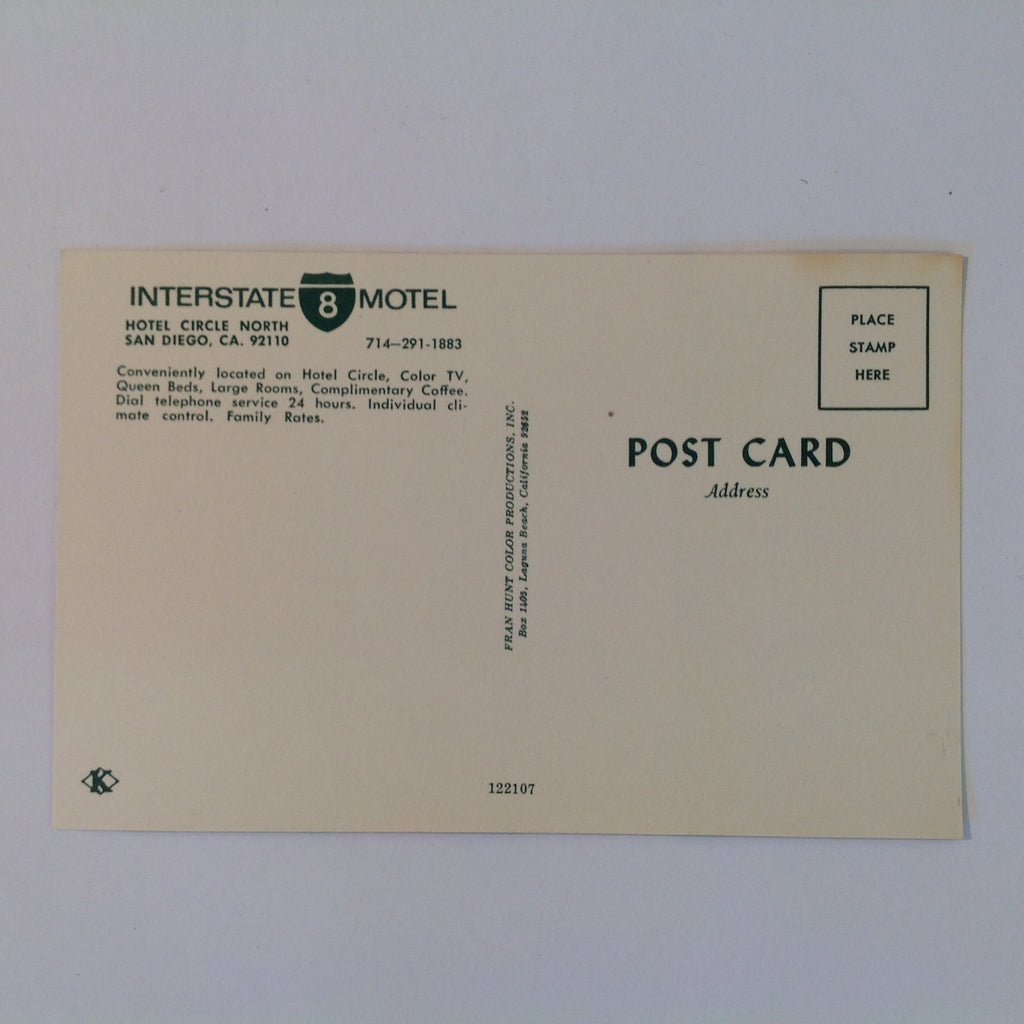 INTERSTATE 8 MOTEL
HOTEL CIRCLE NORTH
SAN DIEGO, CA. 92110
714-291-1883
Conveniently located on Hotel Circle, Color TV,
Queen Beds, Large Rooms, Complimentary Coffee.
Dial telephone service 24 hours. Individual cli-
mate control. Family Rates.
FRAN HUNT COLOR PRODUCTIONS, INC.
Box 1405, Laguna Beach, California 92652
PLACE
STAMP
HERE
POST CARD
Address
K
122107